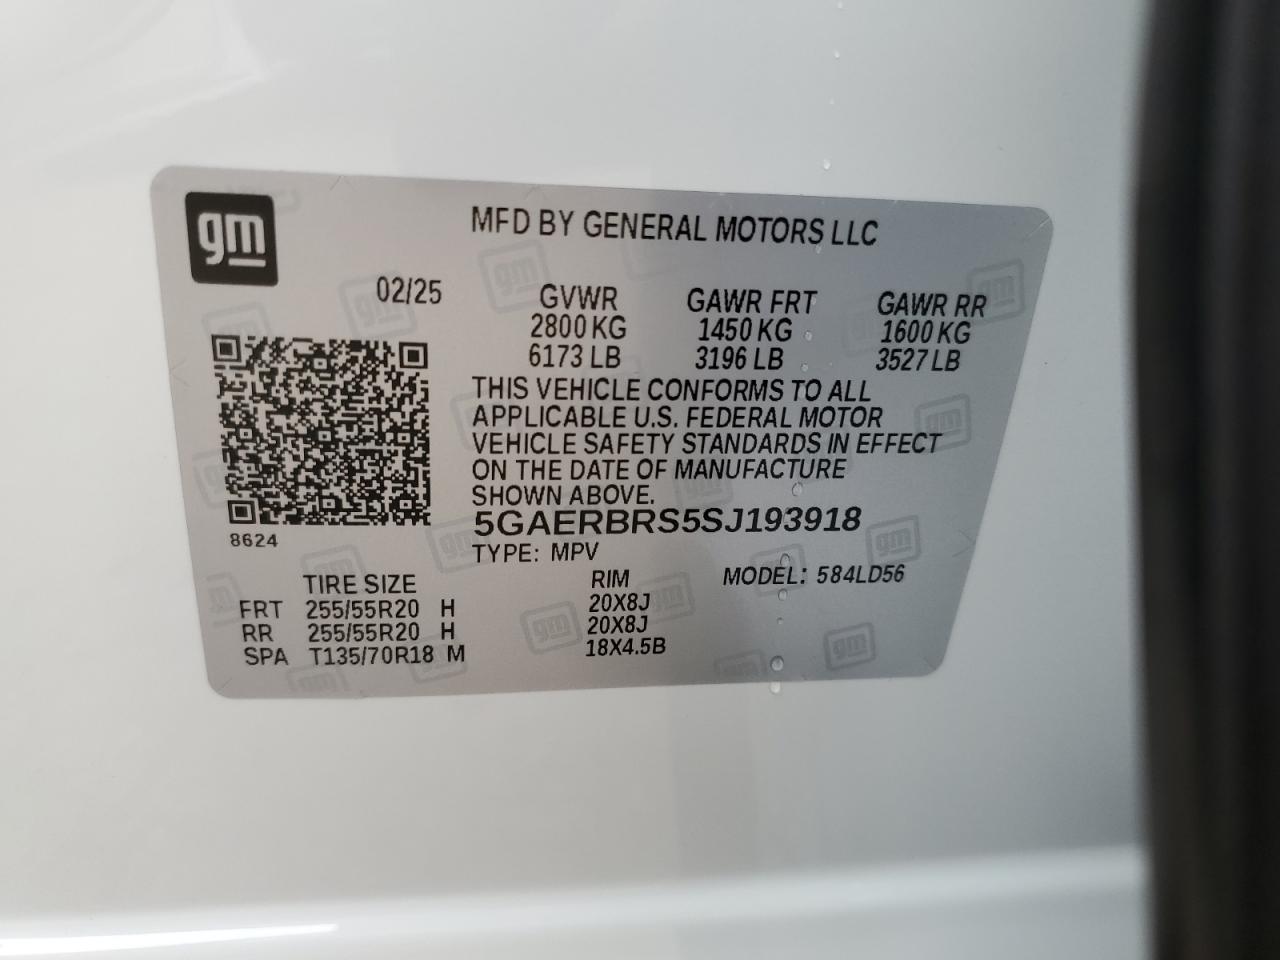 gm
MFD BY GENERAL MOTORS LLC
02/25
GVWR GAWR FRT GAWR RR
2800 KG 1450 KG 1600 KG
6173 LB 3196 LB 3527 LB
THIS VEHICLE CONFORMS TO ALL
APPLICABLE U.S. FEDERAL MOTOR
VEHICLE SAFETY STANDARDS IN EFFECT
ON THE DATE OF MANUFACTURE
SHOWN ABOVE.
5GAERBRS5SJ193918
8624
TYPE: MPV
MODEL: 584LD56
TIRE SIZE RIM
FRT 255/55R20 H 20X8J
RR 255/55R20 H 20X8J
SPA T135/70R18 M 18X4.5B